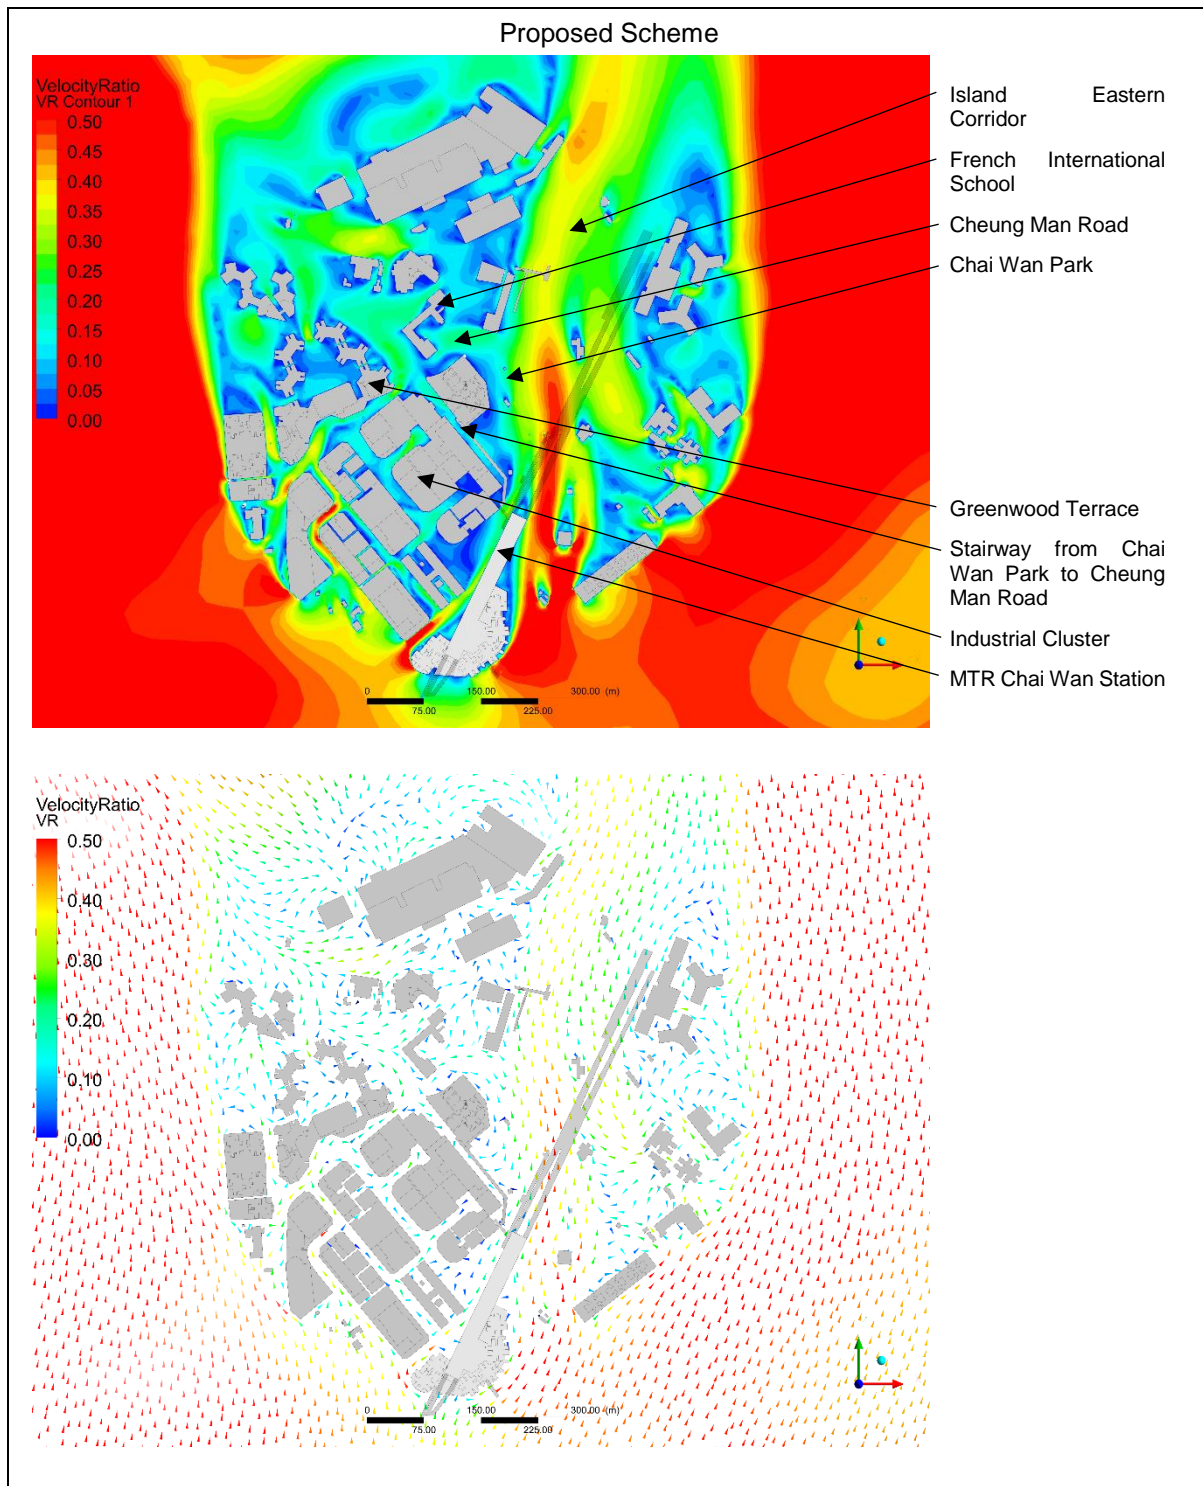 Proposed Scheme
VelocityRatio
VR Contour 1
0.50
0.45
0.40
0.35
0.30
0.25
0.20
0.15
0.10
0.05
0.00
Island Eastern
Corridor
French International
School
Cheung Man Road
Chai Wan Park
Greenwood Terrace
Stairway from Chai
Wan Park to Cheung
Man Road
Industrial Cluster
MTR Chai Wan Station
0 150.00 300.00 (m)
75.00 225.00
VelocityRatio
VR
0.50
0.40
0.30
0.20
0.10
0.00
0 150.00 300.00 (m)
75.00 225.00